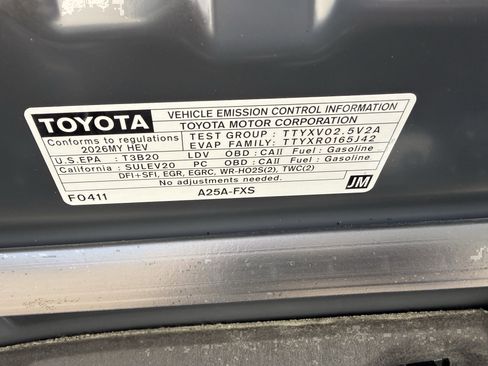 TOYOTA
VEHICLE EMISSION CONTROL INFORMATION
TOYOTA MOTOR CORPORATION
Conforms to regulations
2026MY HEV
TEST GROUP : TTYXV02.5V2A
EVAP FAMILY: TTYXR0165J42
U.S.EPA : T3B20 LDV OBD : CAII Fuel : Gasoline
California : SULEV20 PC OBD : CAII Fuel : Gasoline
DFI+SFI, EGR, EGRC, WR-HO2S(2), TWC(2)
No adjustments needed.
F0411 A25A-FXS JM